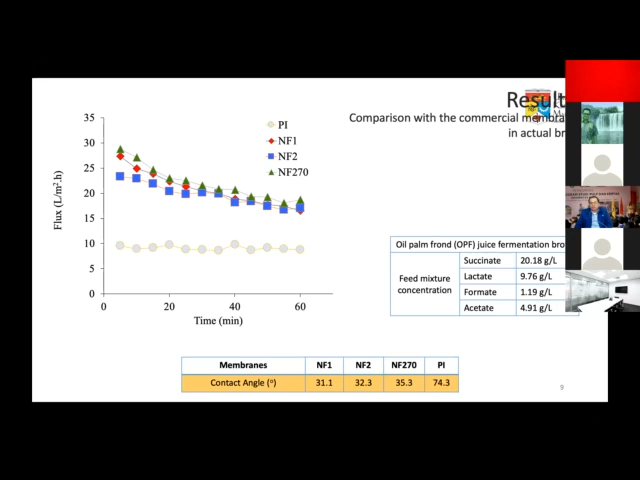 Result
Comparison with the commercial membra
in actual br
35
30
25
20
15
10
5
0
Flux (L/m².h)
0
20
40
60
Time (min)
PI
NF1
NF2
NF270
Oil palm frond (OPF) juice fermentation bro
Feed mixture concentration
Succinate 20.18 g/L
Lactate 9.76 g/L
Formate 1.19 g/L
Acetate 4.91 g/L
Membranes NF1 NF2 NF270 PI
Contact Angle (°) 31.1 32.3 35.3 74.3
9